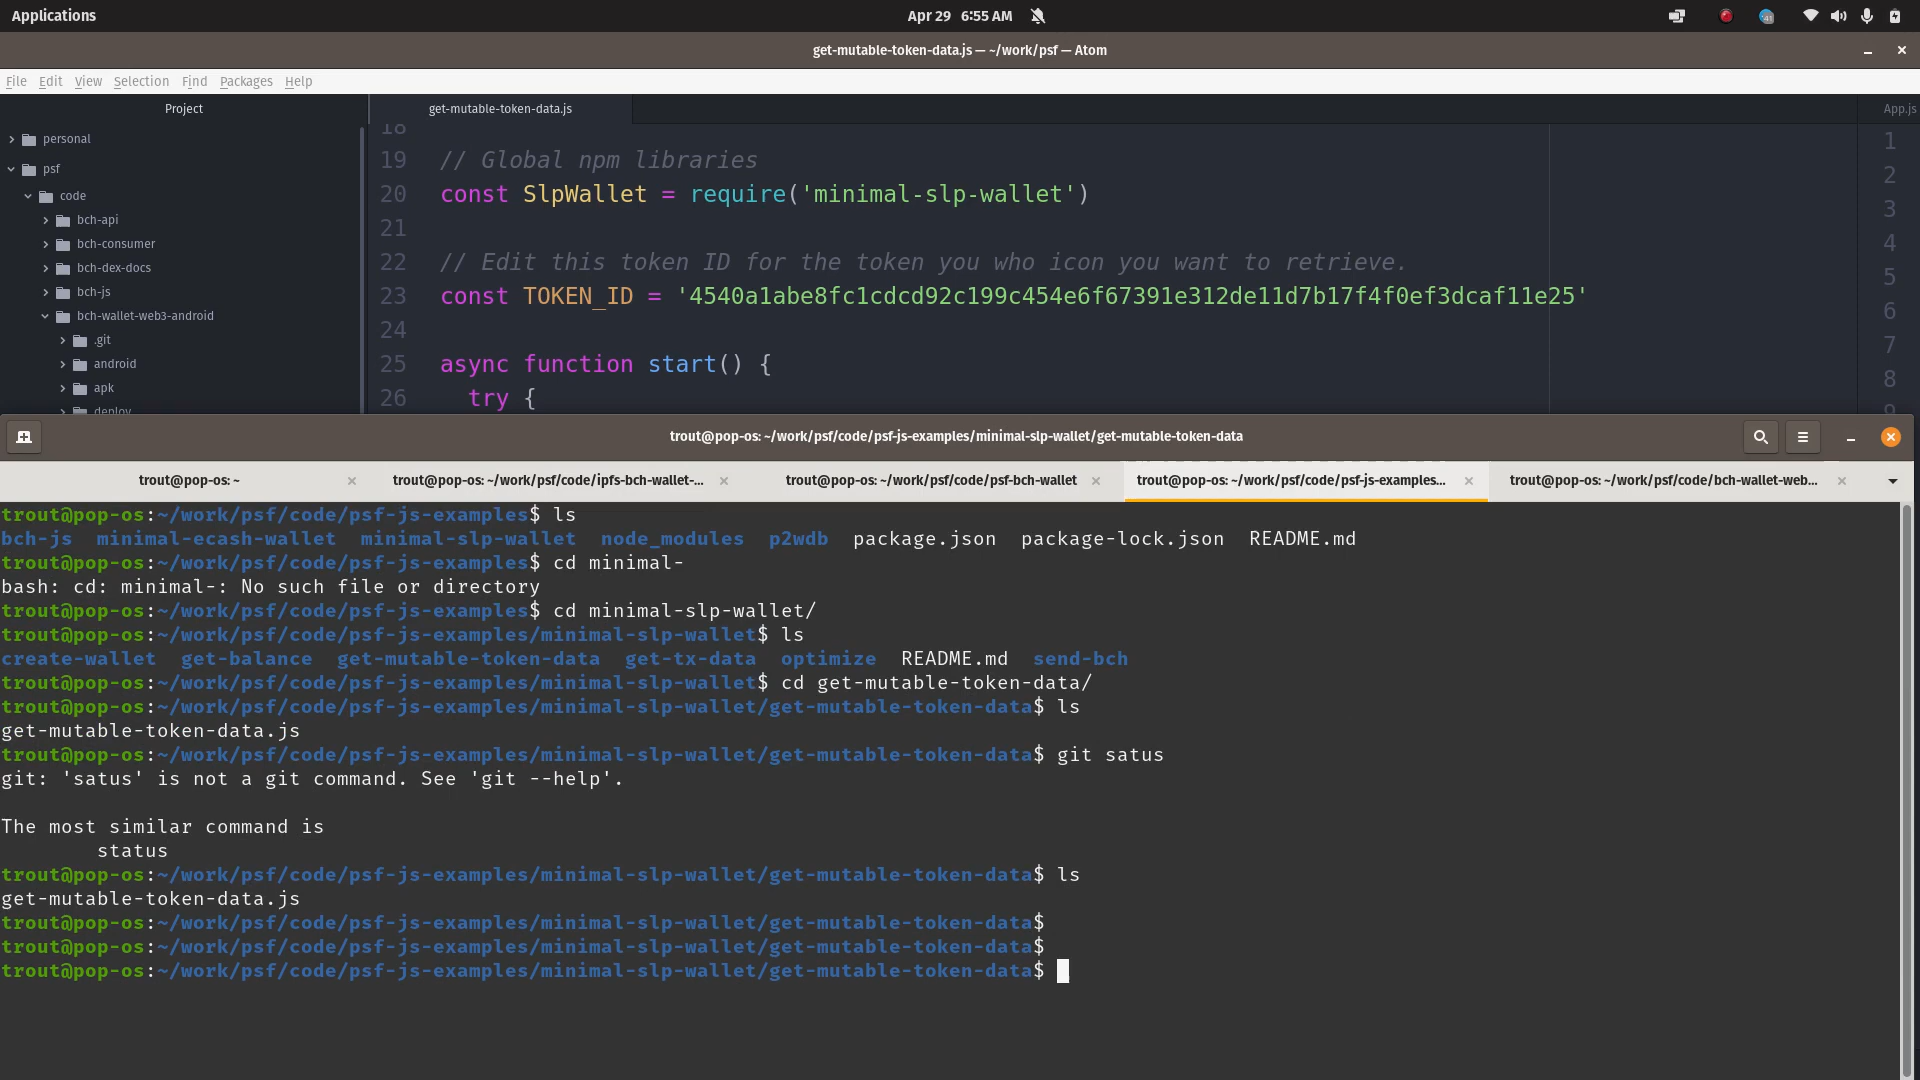 Applications
Apr 29 6:55 AM
41
get-mutable-token-data.js — ~/work/psf — Atom
File Edit View Selection Find Packages Help
Project
get-mutable-token-data.js
App.js
personal
psf
code
bch-api
bch-consumer
bch-dex-docs
bch-js
bch-wallet-web3-android
.git
android
apk
deploy
18
19 // Global npm libraries
20 const SlpWallet = require('minimal-slp-wallet')
21
22 // Edit this token ID for the token you who icon you want to retrieve.
23 const TOKEN_ID = '4540a1abe8fc1cdcd92c199c454e6f67391e312de11d7b17f4f0ef3dcaf11e25'
24
25 async function start() {
26 try {
1
2
3
4
5
6
7
8
9
trout@pop-os: ~/work/psf/code/psf-js-examples/minimal-slp-wallet/get-mutable-token-data
trout@pop-os: ~
trout@pop-os: ~/work/psf/code/ipfs-bch-wallet-...
trout@pop-os: ~/work/psf/code/psf-bch-wallet
trout@pop-os: ~/work/psf/code/psf-js-examples...
trout@pop-os: ~/work/psf/code/bch-wallet-web...
trout@pop-os:~/work/psf/code/psf-js-examples$ ls
bch-js minimal-ecash-wallet minimal-slp-wallet node_modules p2wdb package.json package-lock.json README.md
trout@pop-os:~/work/psf/code/psf-js-examples$ cd minimal-
bash: cd: minimal-: No such file or directory
trout@pop-os:~/work/psf/code/psf-js-examples$ cd minimal-slp-wallet/
trout@pop-os:~/work/psf/code/psf-js-examples/minimal-slp-wallet$ ls
create-wallet get-balance get-mutable-token-data get-tx-data optimize README.md send-bch
trout@pop-os:~/work/psf/code/psf-js-examples/minimal-slp-wallet$ cd get-mutable-token-data/
trout@pop-os:~/work/psf/code/psf-js-examples/minimal-slp-wallet/get-mutable-token-data$ ls
get-mutable-token-data.js
trout@pop-os:~/work/psf/code/psf-js-examples/minimal-slp-wallet/get-mutable-token-data$ git satus
git: 'satus' is not a git command. See 'git --help'.
The most similar command is
status
trout@pop-os:~/work/psf/code/psf-js-examples/minimal-slp-wallet/get-mutable-token-data$ ls
get-mutable-token-data.js
trout@pop-os:~/work/psf/code/psf-js-examples/minimal-slp-wallet/get-mutable-token-data$
trout@pop-os:~/work/psf/code/psf-js-examples/minimal-slp-wallet/get-mutable-token-data$
trout@pop-os:~/work/psf/code/psf-js-examples/minimal-slp-wallet/get-mutable-token-data$